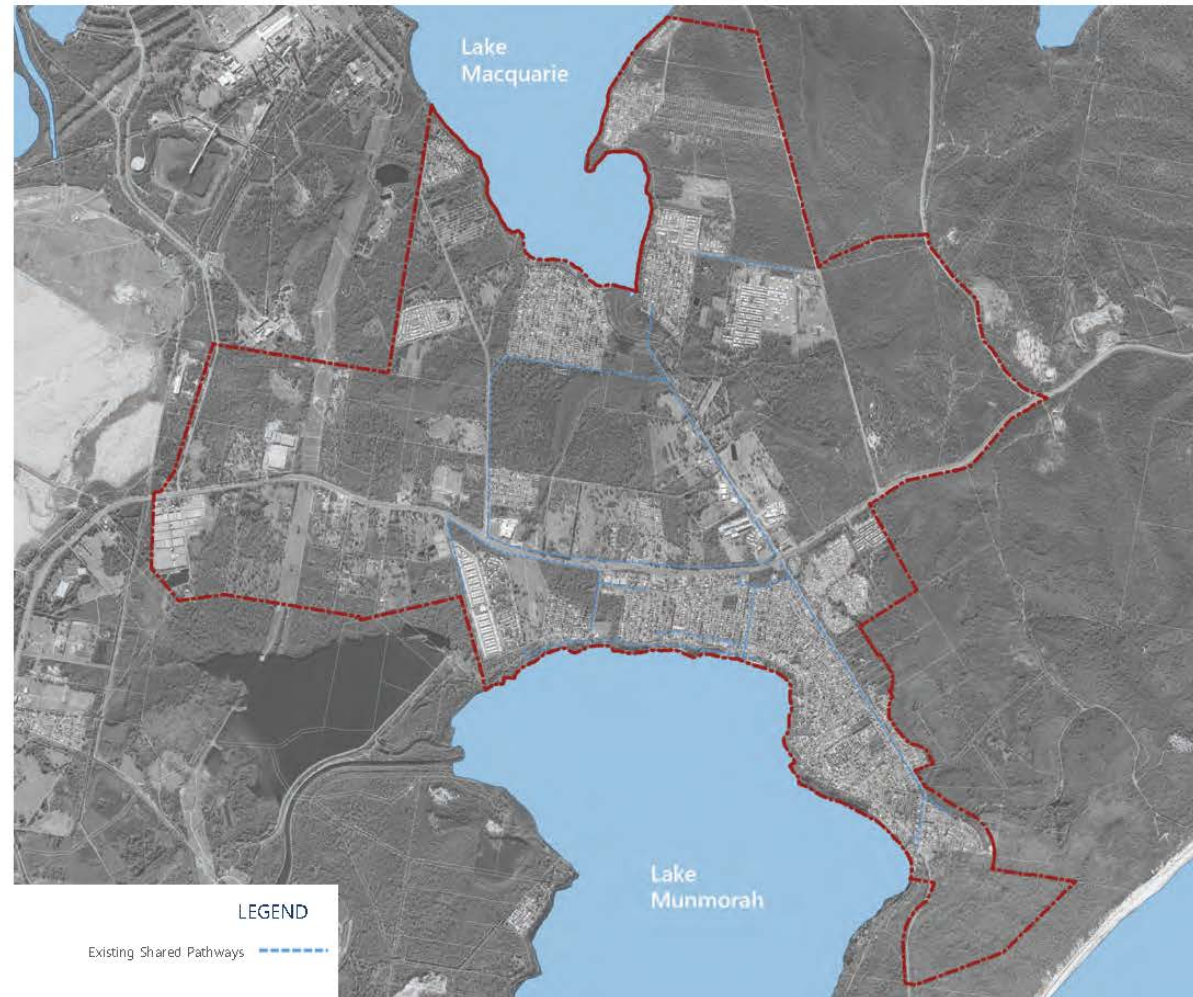 Lake
Macquarie
Lake
Munmorah
LEGEND
Existing Shared Pathways